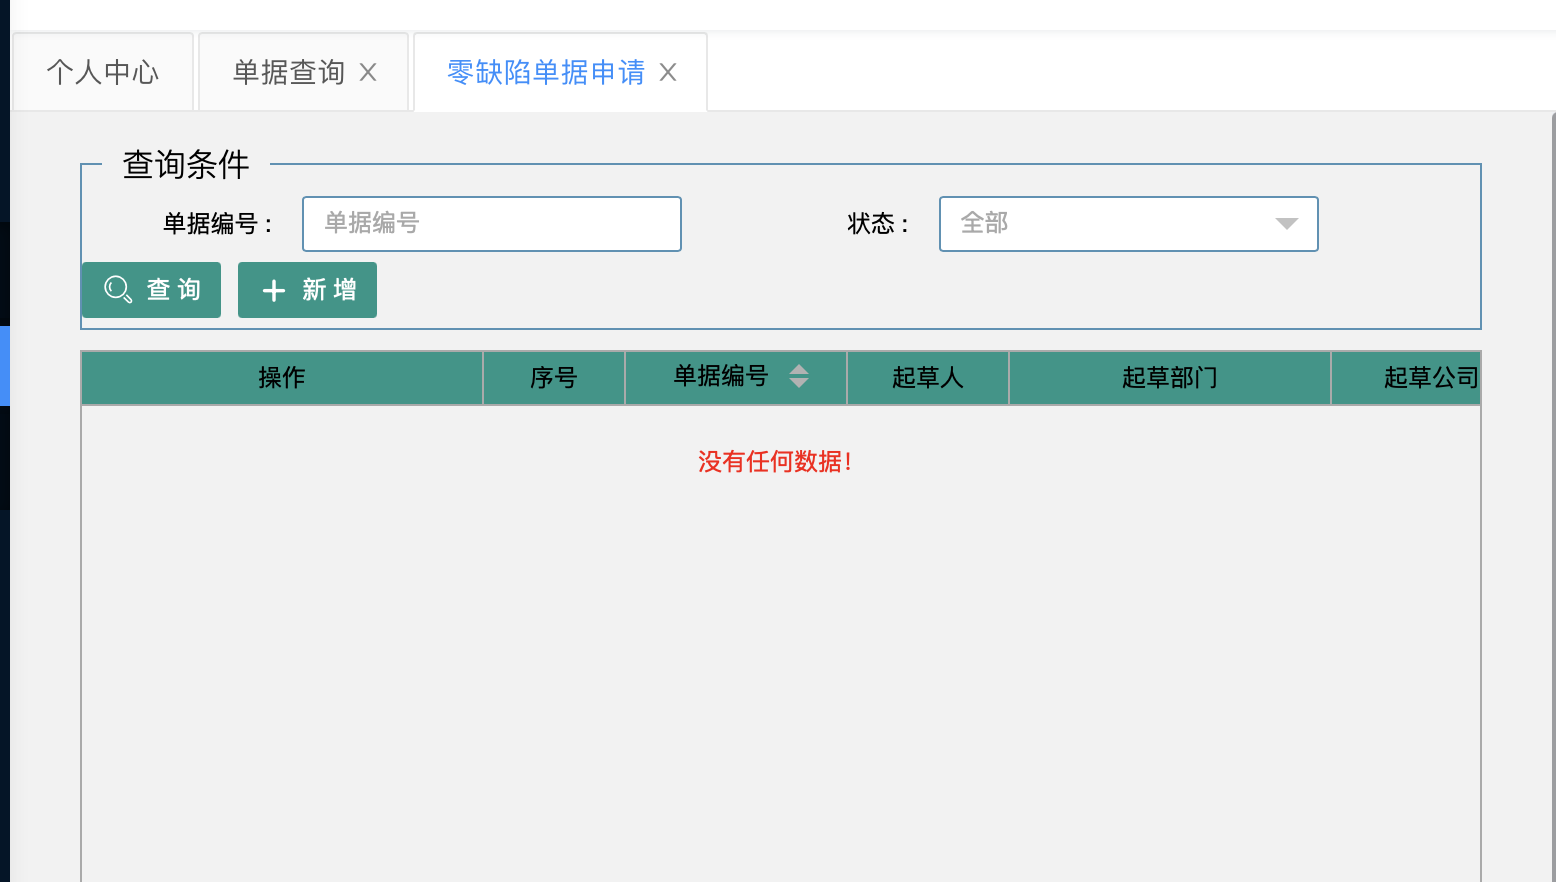 个人中心 单据查询 X 零缺陷单据申请 X
查询条件
单据编号： 单据编号 状态： 全部
查询 新增
操作 序号 单据编号 起草人 起草部门 起草公司
没有任何数据！